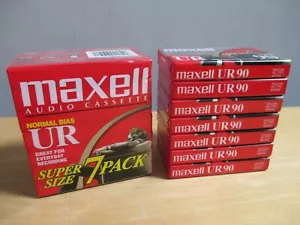 maxell
AUDIO CASSETTE
NORMAL BIAS
UR
GREAT FOR
EVERYDAY
RECORDING
SUPER
SIZE 7 PACK
maxell UR 90
maxell UR 90
maxell UR 90
maxell UR 90
maxell UR 90
maxell UR 90
maxell UR 90